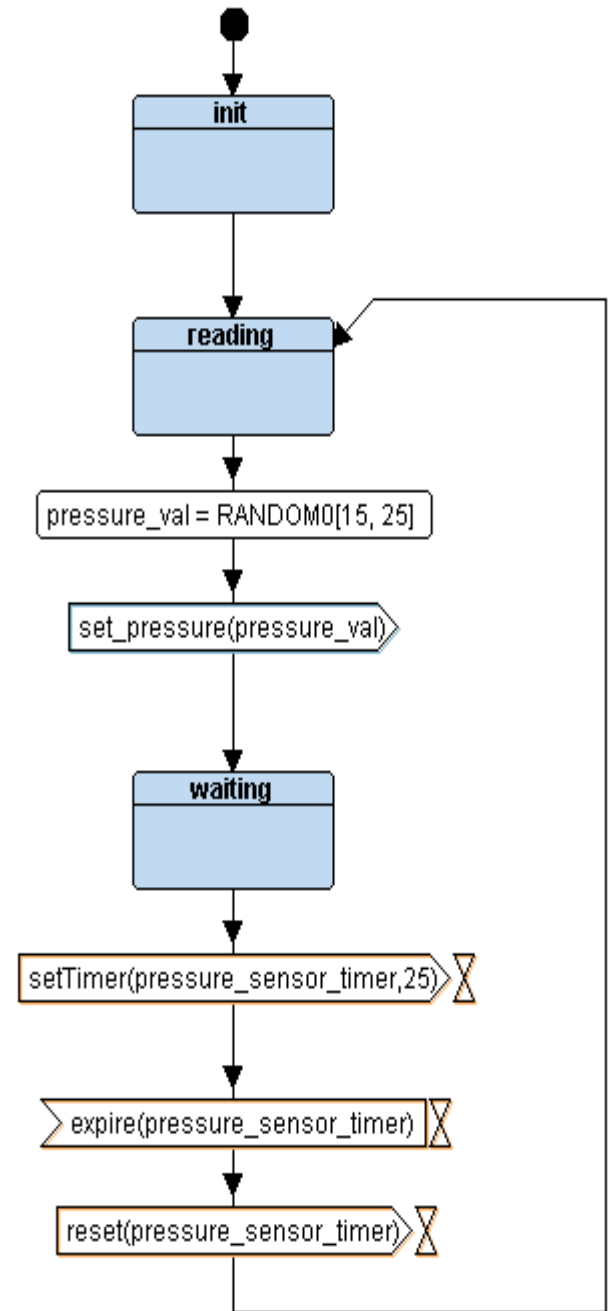 init
reading
pressure_val = RANDOM0[15, 25]
set_pressure(pressure_val)
waiting
setTimer(pressure_sensor_timer,25)
expire(pressure_sensor_timer)
reset(pressure_sensor_timer)